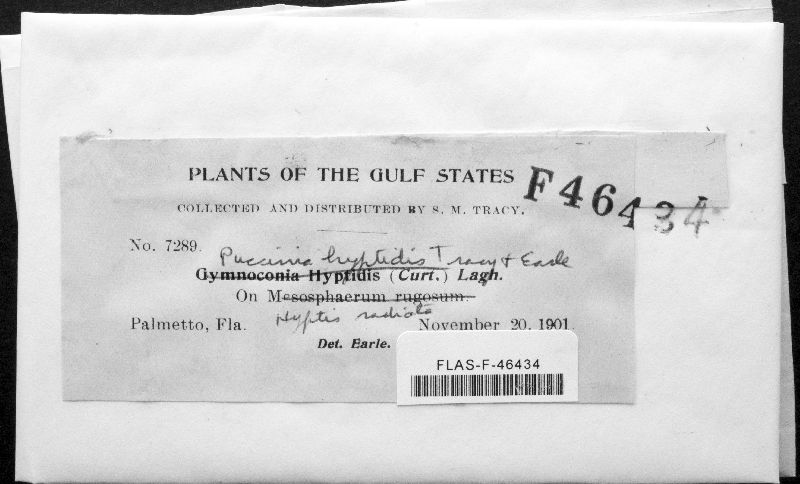 PLANTS OF THE GULF STATES
F46434
COLLECTED AND DISTRIBUTED BY S. M. TRACY.
No. 7289.
Puccinia hyptidis Tracy & Earle
Gymnoconia Hyptidis (Curt.) Lagh.
On Mesosphaerum rugosum
Hyptis radiata
Palmetto, Fla. November 20, 1901
Det. Earle.
FLAS-F-46434